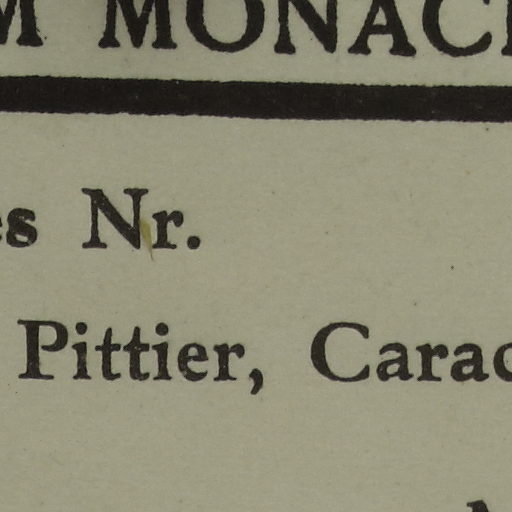 M MONAC
es Nr.
Pittier, Carac